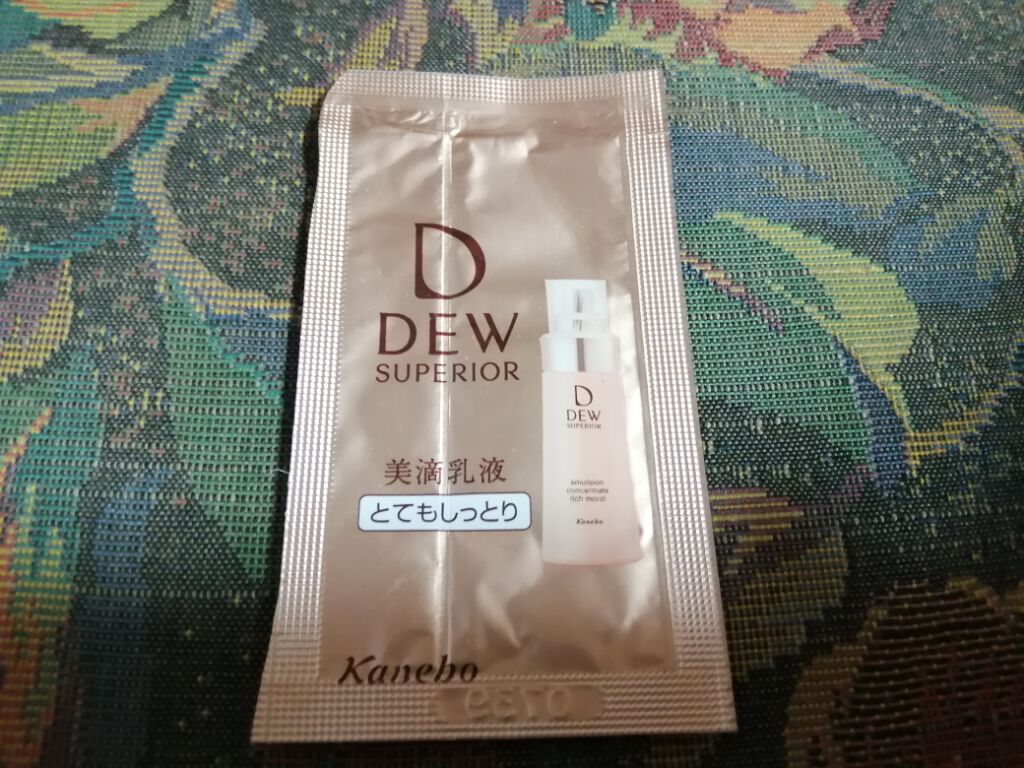 D
DEW
SUPERIOR
美滴乳液
とてもしっとり
D
DEW
SUPERIOR
emulsion
concentrate
rich moist
Kanebo
Kanebo